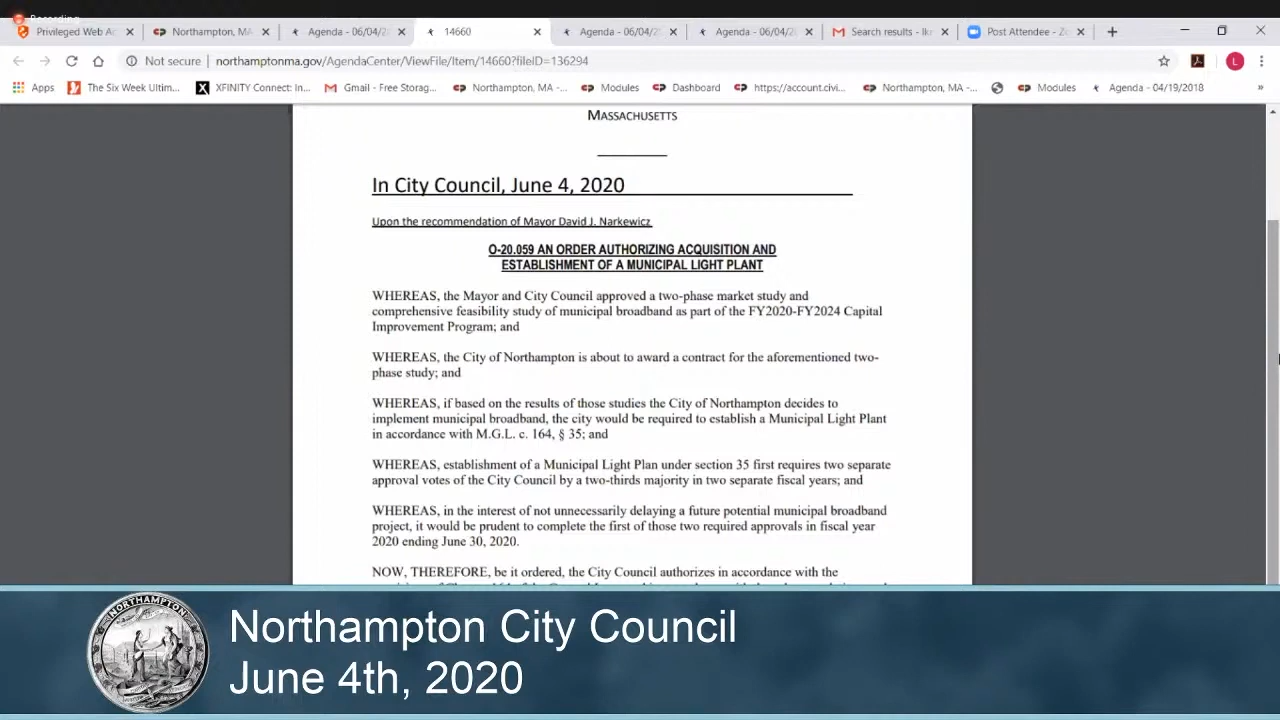 Recording
Privileged Web Ac
Northampton, MA
Agenda - 06/04/2
14660
Agenda - 06/04/2
Agenda - 06/04/2
Search results - lk
Post Attendee - Zo
Not secure
northamptonma.gov/AgendaCenter/ViewFile/Item/14660?fileID=136294
L
Apps
The Six Week Ultim...
XFINITY Connect: In...
Gmail - Free Storag...
Northampton, MA -...
Modules
Dashboard
https://account.civi...
Northampton, MA -...
Modules
Agenda - 04/19/2018
»
MASSACHUSETTS
In City Council, June 4, 2020
Upon the recommendation of Mayor David J. Narkewicz
O-20.059 AN ORDER AUTHORIZING ACQUISITION AND
ESTABLISHMENT OF A MUNICIPAL LIGHT PLANT
WHEREAS, the Mayor and City Council approved a two-phase market study and
comprehensive feasibility study of municipal broadband as part of the FY2020-FY2024 Capital
Improvement Program; and
WHEREAS, the City of Northampton is about to award a contract for the aforementioned two-
phase study; and
WHEREAS, if based on the results of those studies the City of Northampton decides to
implement municipal broadband, the city would be required to establish a Municipal Light Plant
in accordance with M.G.L. c. 164, § 35; and
WHEREAS, establishment of a Municipal Light Plan under section 35 first requires two separate
approval votes of the City Council by a two-thirds majority in two separate fiscal years; and
WHEREAS, in the interest of not unnecessarily delaying a future potential municipal broadband
project, it would be prudent to complete the first of those two required approvals in fiscal year
2020 ending June 30, 2020.
NOW, THEREFORE, be it ordered, the City Council authorizes in accordance with the
NORTHAMPTON
Northampton City Council
June 4th, 2020